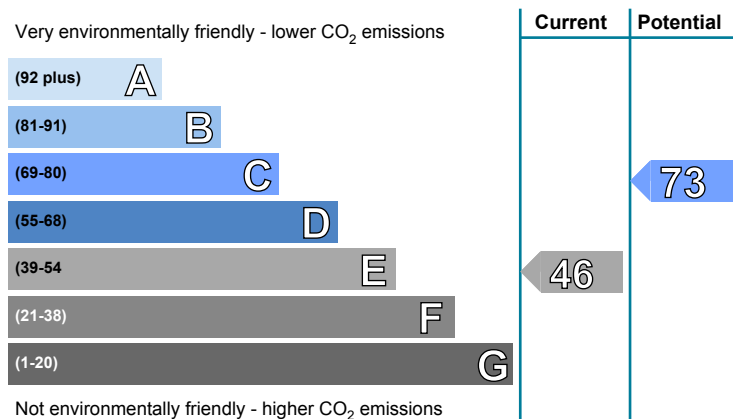 Current Potential
Very environmentally friendly - lower CO₂ emissions
(92 plus) A
(81-91) B
(69-80) C
73
(55-68) D
(39-54 E
46
(21-38) F
(1-20) G
Not environmentally friendly - higher CO₂ emissions